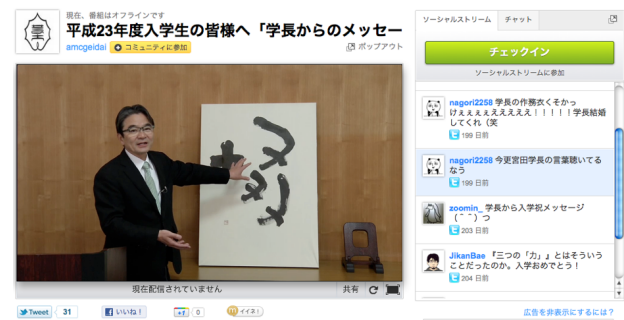 現在、番組はオフラインです
平成23年度入学生の皆様へ「学長からのメッセー
amcgeidai
コミュニティに参加
ポップアウト
現在配信されていません
共有
Tweet
31
いいね！
+1
0
イイネ！
ソーシャルストリーム
チャット
チェックイン
ソーシャルストリームに参加
nagori2258 学長の作務衣くそかっ
けぇぇぇぇえええええ！！！！！学長結婚
してくれ（笑
199 日前
nagori2258 今更宮田学長の言葉聴いてる
なう
199 日前
zoomin_ 学長から入学祝メッセージ
（＾＾）つ
203 日前
JikanBae 『三つの「力」』とはそういう
ことだったのか。入学おめでとう！
204 日前
広告を非表示にするには？